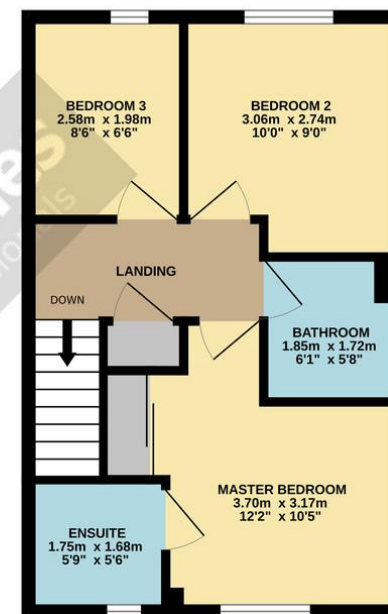 BEDROOM 3
2.58m x 1.98m
8'6" x 6'6"
BEDROOM 2
3.06m x 2.74m
10'0" x 9'0"
LANDING
DOWN
BATHROOM
1.85m x 1.72m
6'1" x 5'8"
MASTER BEDROOM
3.70m x 3.17m
12'2" x 10'5"
ENSUITE
1.75m x 1.68m
5'9" x 5'6"